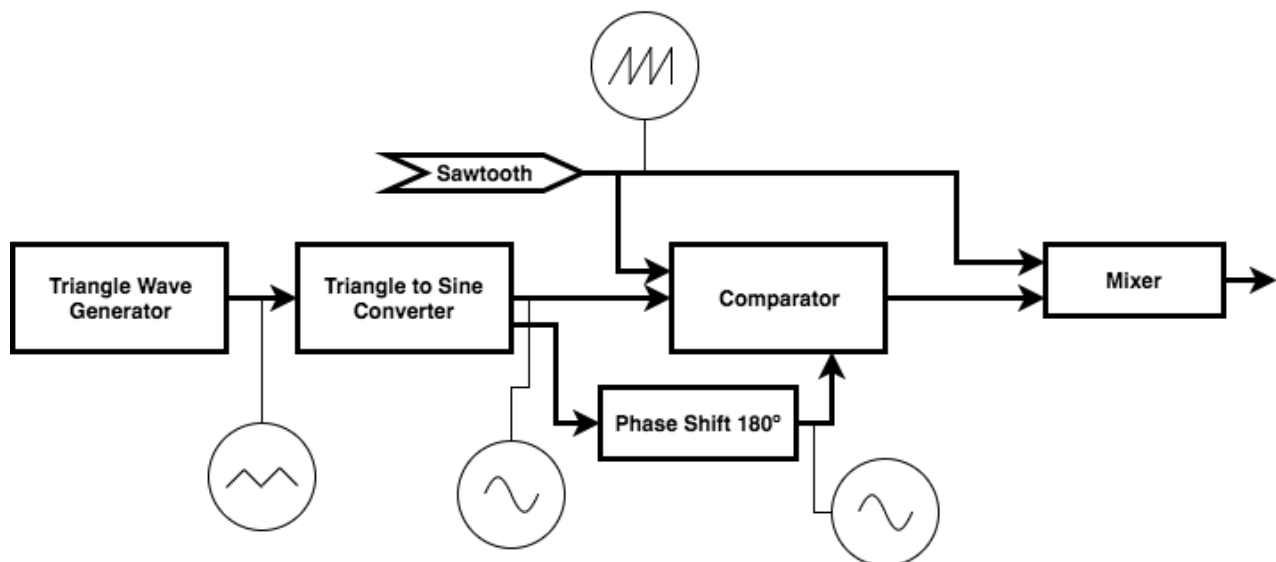 Sawtooth
Triangle Wave
Generator
Triangle to Sine
Converter
Comparator
Mixer
Phase Shift 180º